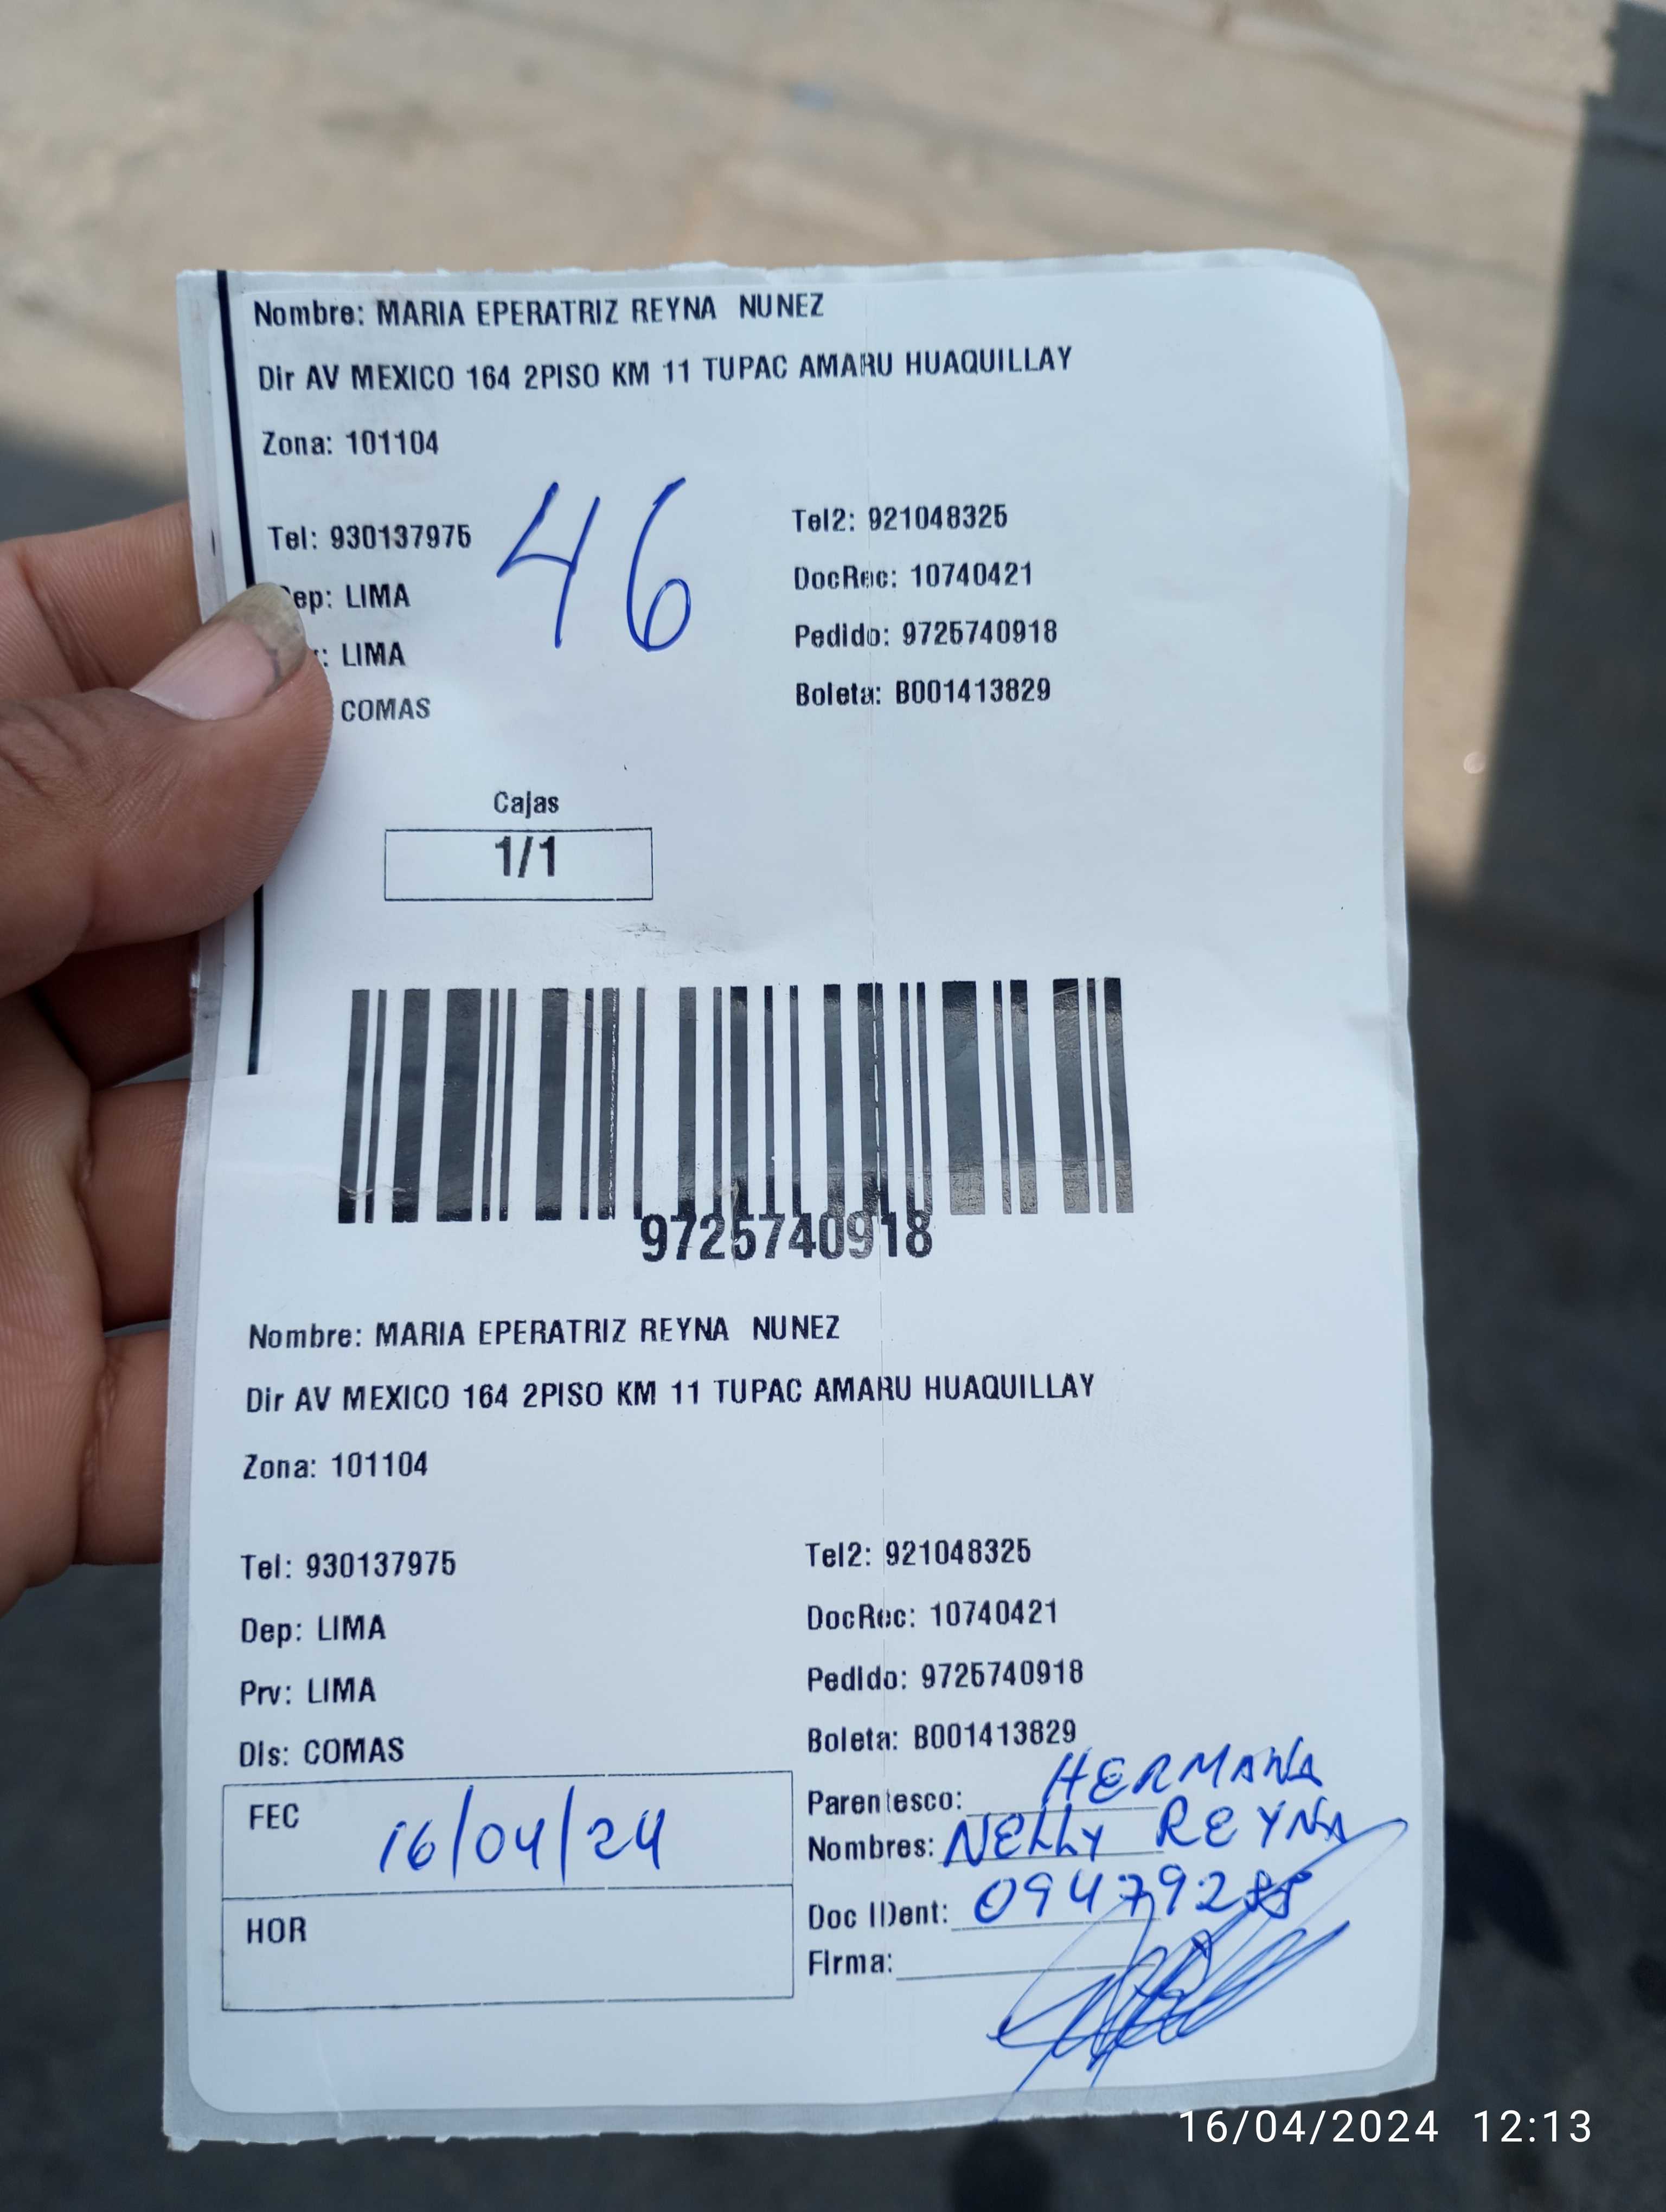 Nombre: MARIA EPERATRIZ REYNA NUNEZ
Dir AV MEXICO 164 2PISO KM 11 TUPAC AMARU HUAQUILLAY
Zona: 101104
46
Tel: 930137975 Tel2: 921048325
ep: LIMA DocRec: 10740421
: LIMA Pedido: 9725740918
COMAS Boleta: B001413829
Cajas
1/1
9725740918
Nombre: MARIA EPERATRIZ REYNA NUNEZ
Dir AV MEXICO 164 2PISO KM 11 TUPAC AMARU HUAQUILLAY
Zona: 101104
Tel: 930137975 Tel2: 921048325
Dep: LIMA DocRec: 10740421
Prv: LIMA Pedido: 9725740918
Dis: COMAS Boleta: B001413829
FEC 16/04/24
HOR
Parentesco: HERMANA
Nombres: NELLY REYNA
Doc IDent:
Firma:
16/04/2024 12:13